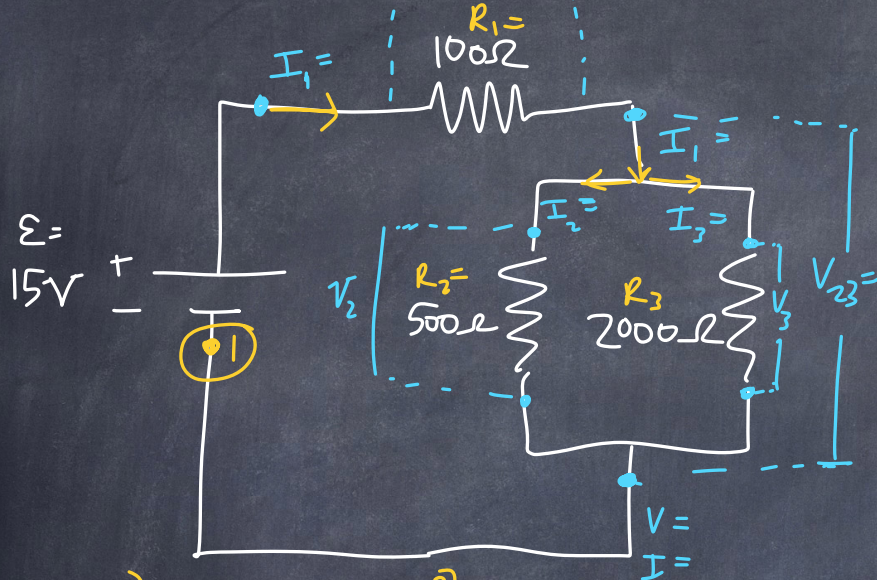 R₁=
100Ω
I₁=
I₁=
I₂=
I₃=
ε=
15V
+
−
1
V₂
R₂=
500Ω
R₃
2000Ω
V₃
V₂₃=
V=
I=